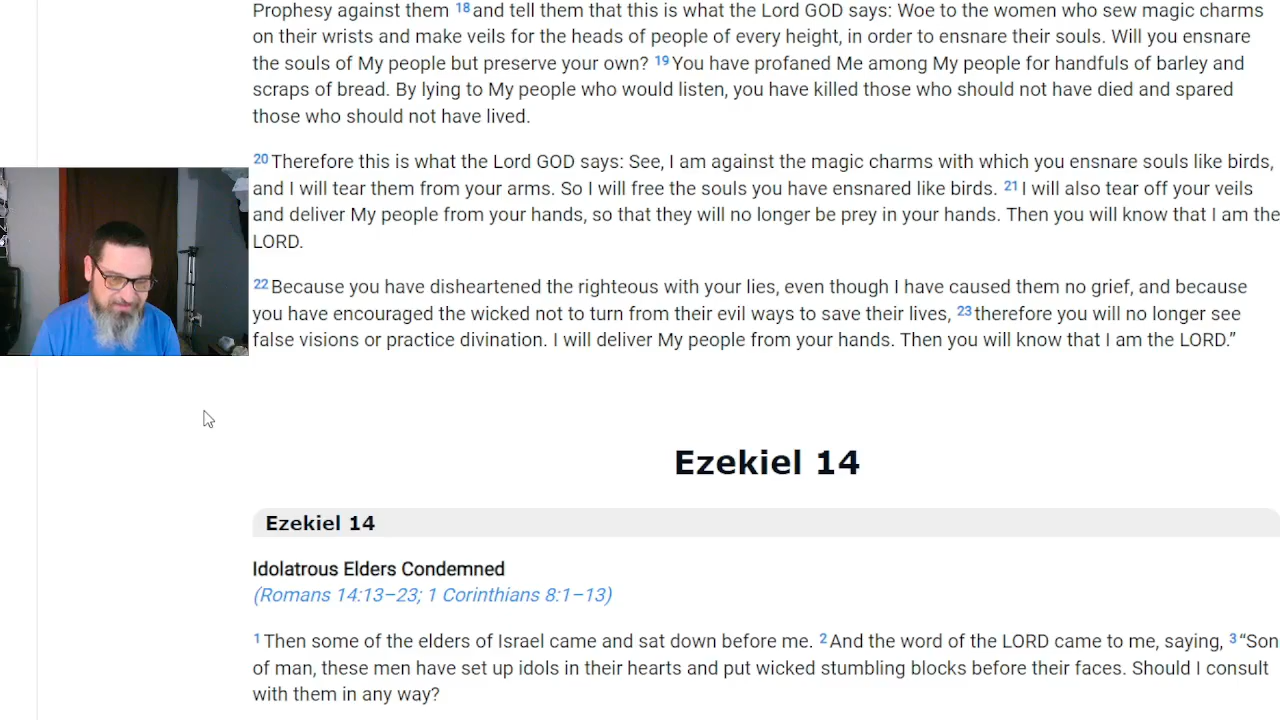 Prophesy against them 18 and tell them that this is what the Lord GOD says: Woe to the women who sew magic charms
on their wrists and make veils for the heads of people of every height, in order to ensnare their souls. Will you ensnare
the souls of My people but preserve your own? 19 You have profaned Me among My people for handfuls of barley and
scraps of bread. By lying to My people who would listen, you have killed those who should not have died and spared
those who should not have lived.
20 Therefore this is what the Lord GOD says: See, I am against the magic charms with which you ensnare souls like birds,
and I will tear them from your arms. So I will free the souls you have ensnared like birds. 21 I will also tear off your veils
and deliver My people from your hands, so that they will no longer be prey in your hands. Then you will know that I am the
LORD.
22 Because you have disheartened the righteous with your lies, even though I have caused them no grief, and because
you have encouraged the wicked not to turn from their evil ways to save their lives, 23 therefore you will no longer see
false visions or practice divination. I will deliver My people from your hands. Then you will know that I am the LORD.”
Ezekiel 14
Ezekiel 14
Idolatrous Elders Condemned
(Romans 14:13–23; 1 Corinthians 8:1–13)
1 Then some of the elders of Israel came and sat down before me. 2 And the word of the LORD came to me, saying, 3 “Son
of man, these men have set up idols in their hearts and put wicked stumbling blocks before their faces. Should I consult
with them in any way?